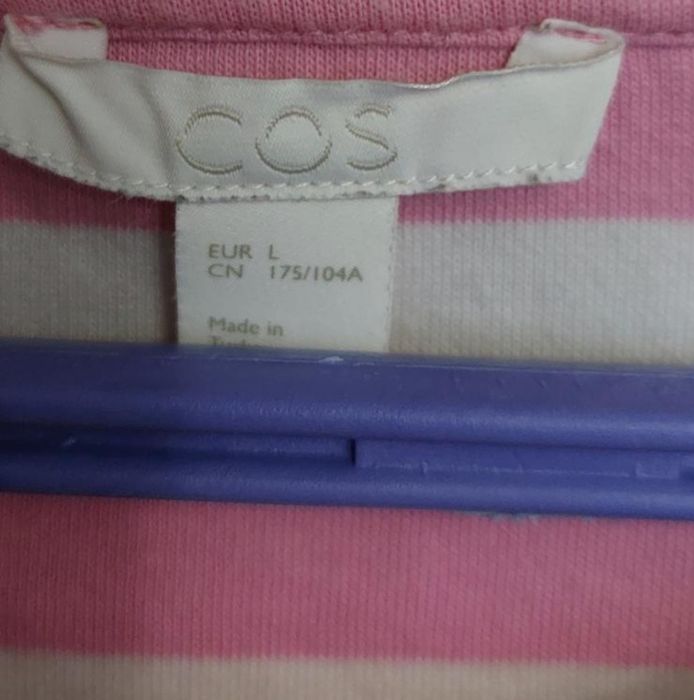 COS
EUR L
CN 175/104A
Made in